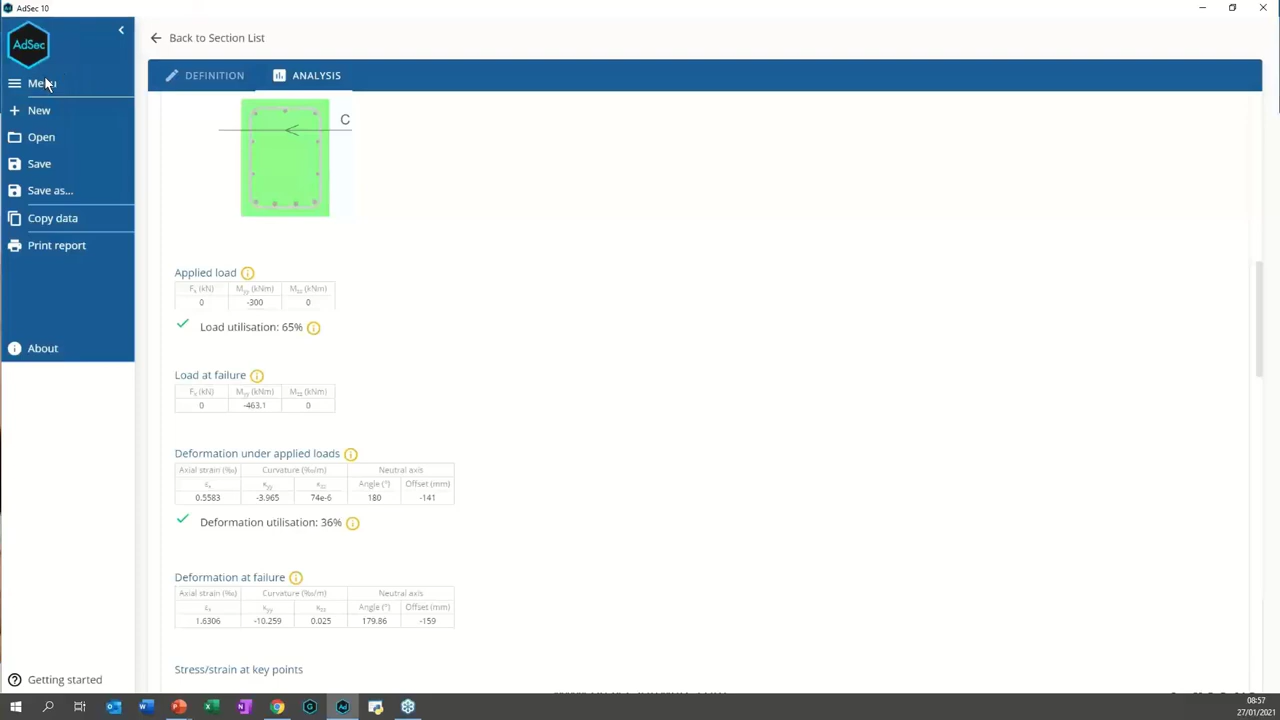 AdSec 10
AdSec
Menu
New
Open
Save
Save as...
Copy data
Print report
About
Getting started
Back to Section List
DEFINITION
ANALYSIS
C
Applied load
Fx (kN) Myy (kNm) Mzz (kNm)
0 -300 0
Load utilisation: 65%
Load at failure
Fx (kN) Myy (kNm) Mzz (kNm)
0 -463.1 0
Deformation under applied loads
Axial strain (‰) Curvature (‰/m) Neutral axis
εx κyy κzz Angle (°) Offset (mm)
0.5583 -3.965 74e-6 180 -141
Deformation utilisation: 36%
Deformation at failure
Axial strain (‰) Curvature (‰/m) Neutral axis
εx κyy κzz Angle (°) Offset (mm)
1.6306 -10.259 0.025 179.86 -159
Stress/strain at key points
08:57
27/01/2021